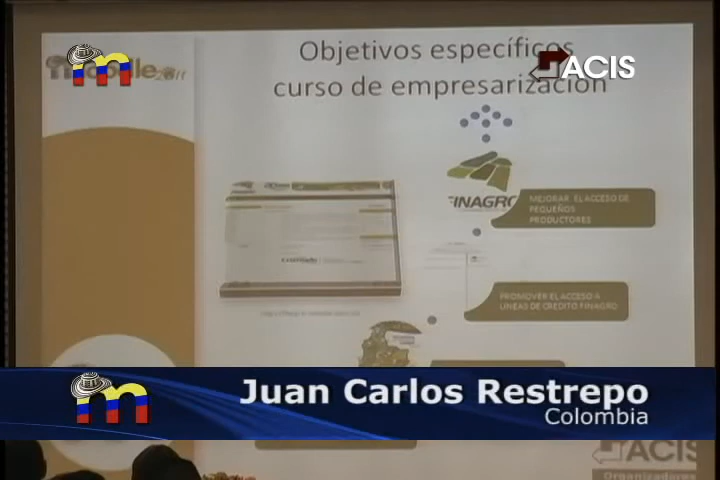 Objetivos específicos
curso de empresarización
ACIS
FINAGRO
MEJORAR EL ACCESO DE
PEQUEÑOS
PRODUCTORES
PROMOVER EL ACCESO A
LINEAS DE CREDITO FINAGRO
m
Juan Carlos Restrepo
Colombia
ACIS
Organizadores